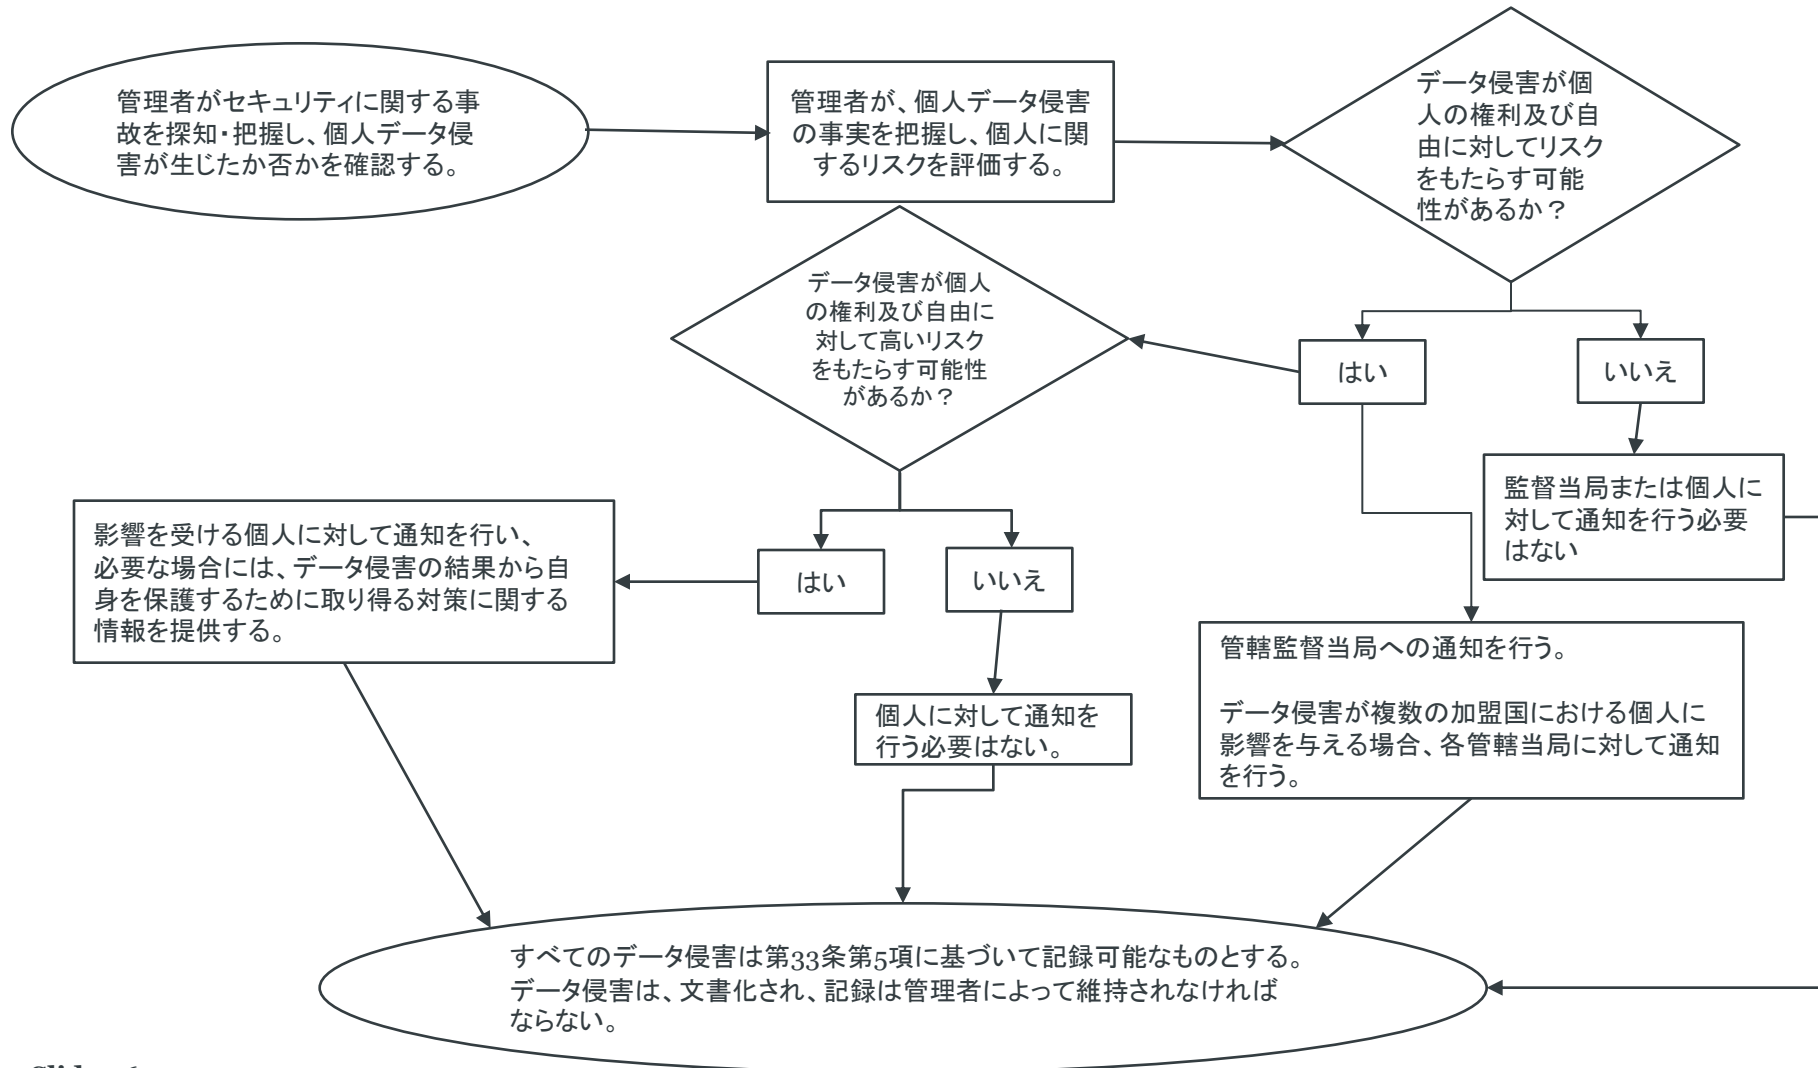 管理者がセキュリティに関する事
故を探知・把握し、個人データ侵
害が生じたか否かを確認する。
管理者が、個人データ侵害
の事実を把握し、個人に関
するリスクを評価する。
データ侵害が個
人の権利及び自
由に対してリスク
をもたらす可能
性があるか？
データ侵害が個人
の権利及び自由に
対して高いリスク
をもたらす可能性
があるか？
はい
いいえ
監督当局または個人に
対して通知を行う必要
はない
影響を受ける個人に対して通知を行い、
必要な場合には、データ侵害の結果から自
身を保護するために取り得る対策に関する
情報を提供する。
はい
いいえ
管轄監督当局への通知を行う。
データ侵害が複数の加盟国における個人に
影響を与える場合、各管轄当局に対して通知
を行う。
個人に対して通知を
行う必要はない。
すべてのデータ侵害は第33条第5項に基づいて記録可能なものとする。
データ侵害は、文書化され、記録は管理者によって維持されなければ
ならない。